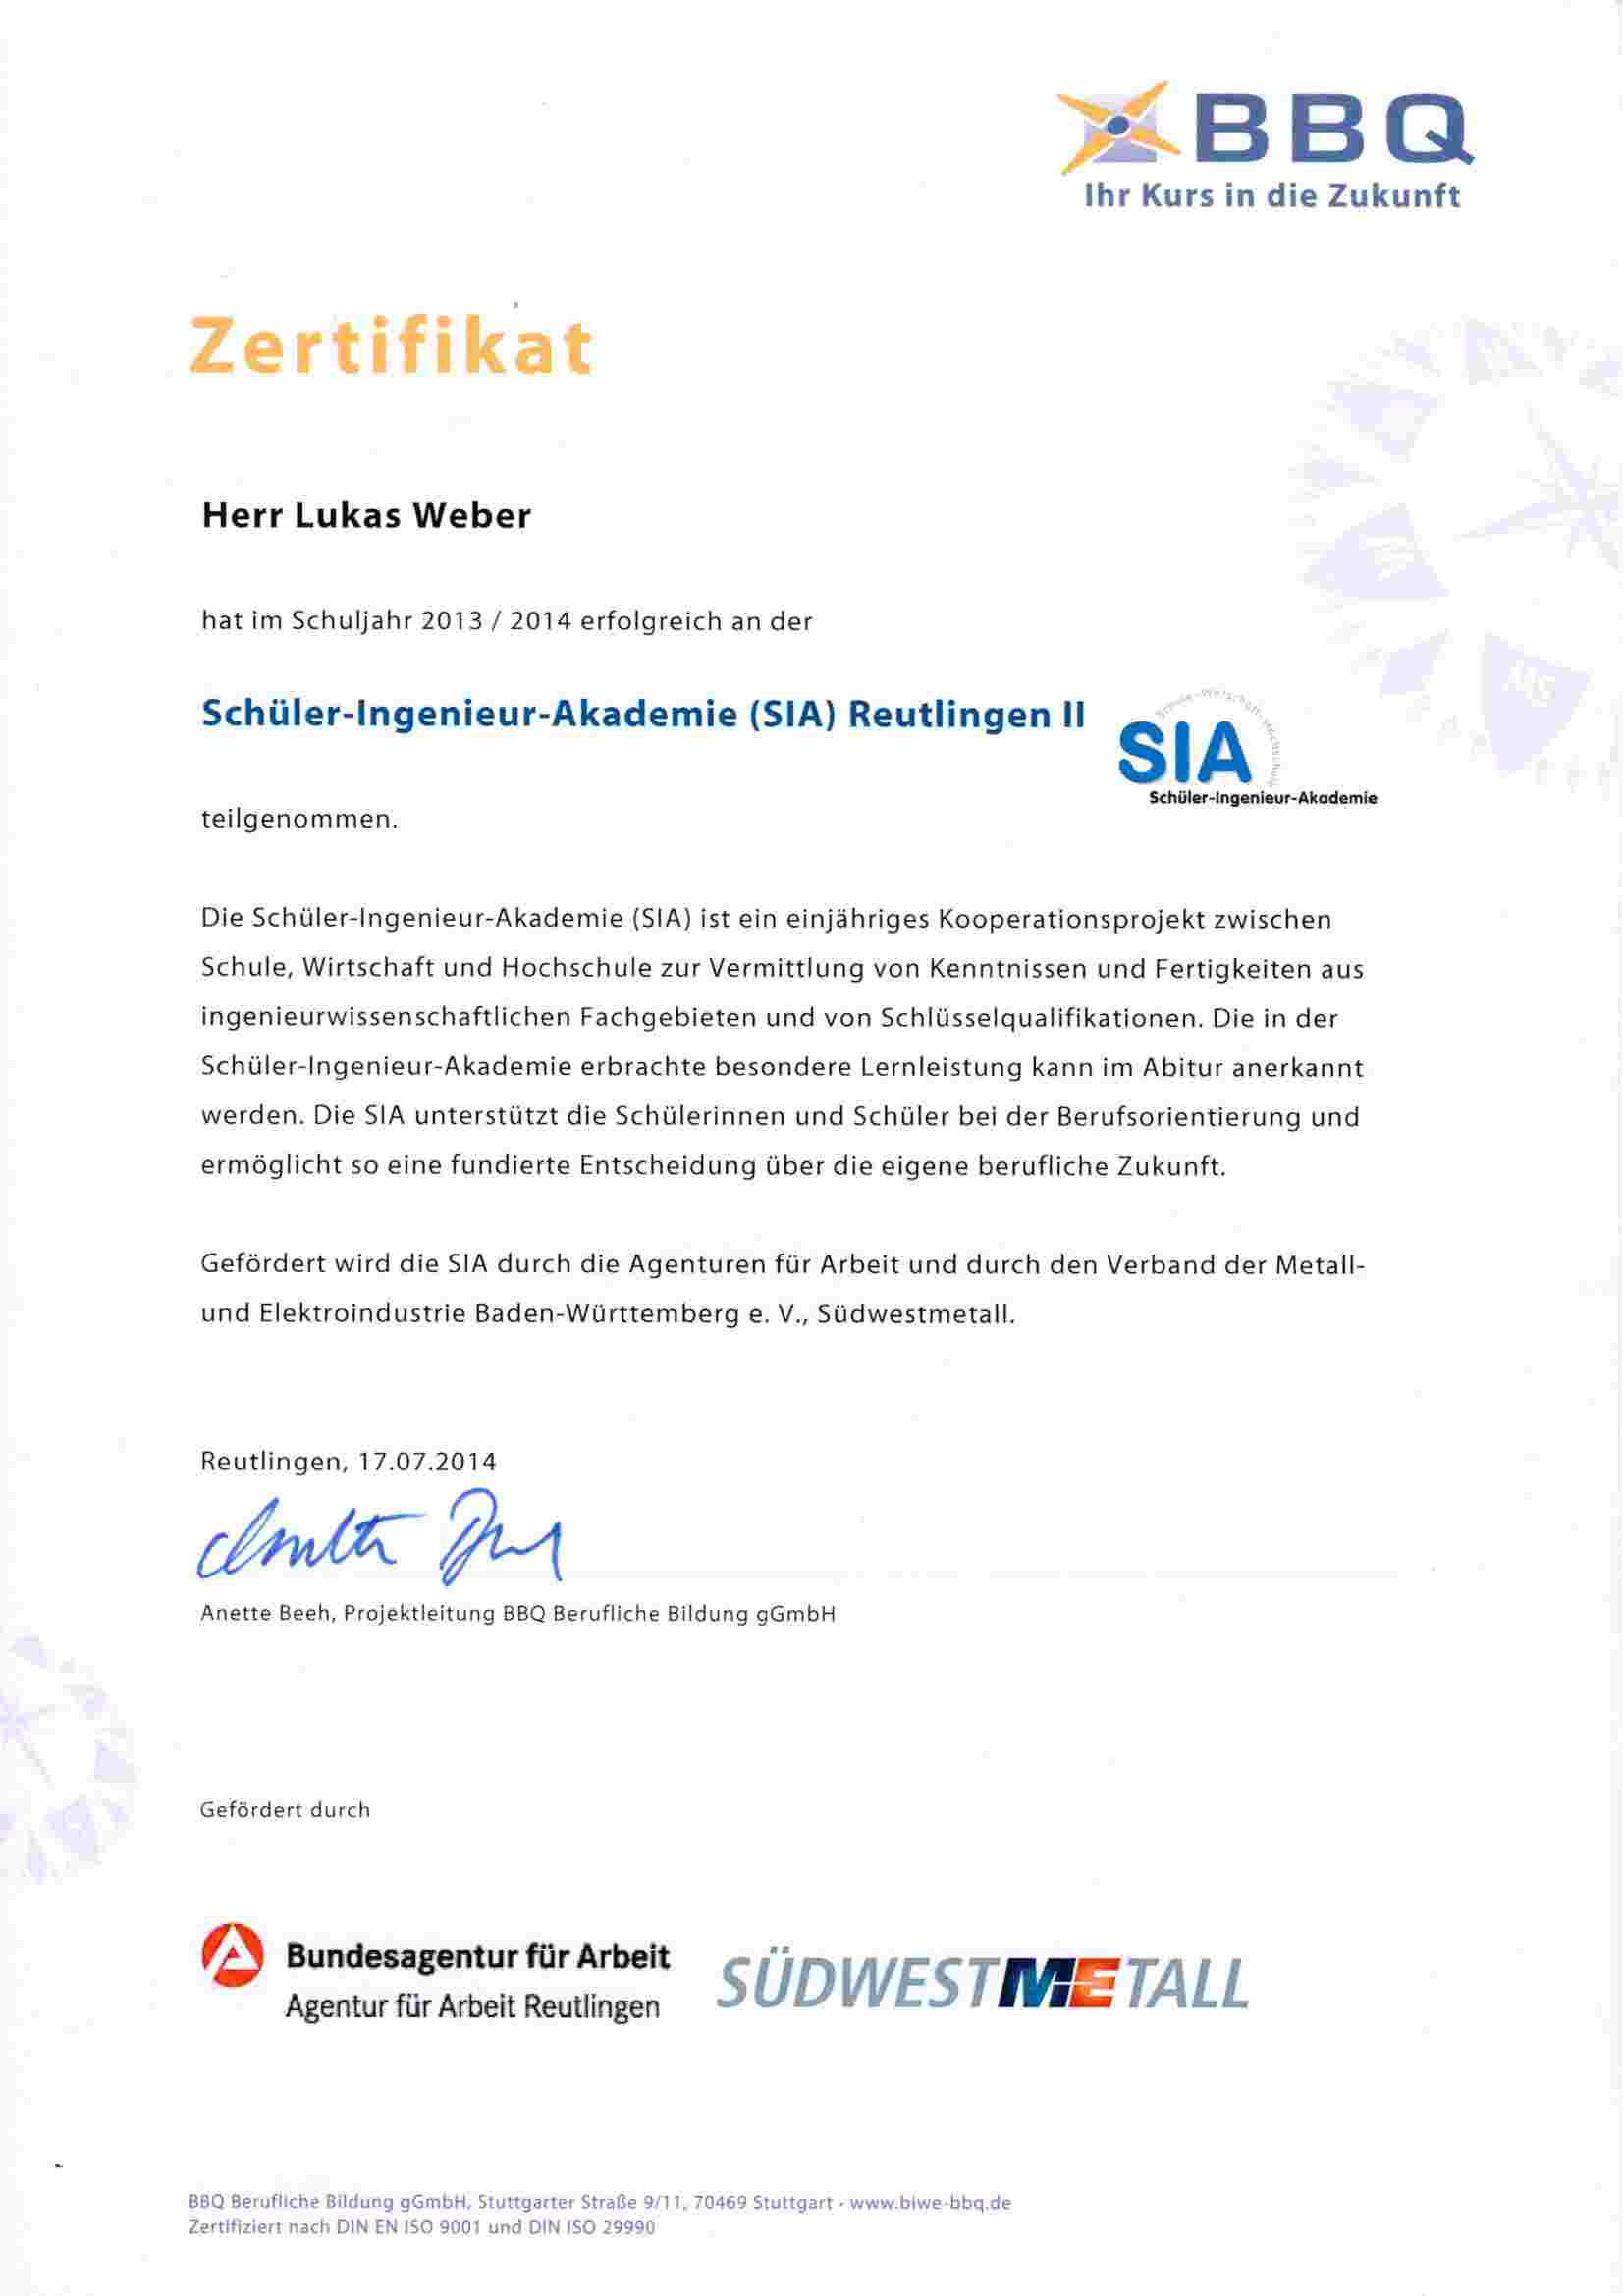 BBQ
Ihr Kurs in die Zukunft
Zertifikat
Herr Lukas Weber
hat im Schuljahr 2013 / 2014 erfolgreich an der
Schüler-Ingenieur-Akademie (SIA) Reutlingen II
SIA
Schüler-Ingenieur-Akademie
teilgenommen.
Die Schüler-Ingenieur-Akademie (SIA) ist ein einjähriges Kooperationsprojekt zwischen
Schule, Wirtschaft und Hochschule zur Vermittlung von Kenntnissen und Fertigkeiten aus
ingenieurwissenschaftlichen Fachgebieten und von Schlüsselqualifikationen. Die in der
Schüler-Ingenieur-Akademie erbrachte besondere Lernleistung kann im Abitur anerkannt
werden. Die SIA unterstützt die Schülerinnen und Schüler bei der Berufsorientierung und
ermöglicht so eine fundierte Entscheidung über die eigene berufliche Zukunft.
Gefördert wird die SIA durch die Agenturen für Arbeit und durch den Verband der Metall-
und Elektroindustrie Baden-Württemberg e. V., Südwestmetall.
Reutlingen, 17.07.2014
Anette Beeh, Projektleitung BBQ Berufliche Bildung gGmbH
Gefördert durch
Bundesagentur für Arbeit
Agentur für Arbeit Reutlingen
SÜDWESTMETALL
BBQ Berufliche Bildung gGmbH, Stuttgarter Straße 9/11, 70469 Stuttgart • www.biwe-bbq.de
Zertifiziert nach DIN EN ISO 9001 und DIN ISO 29990